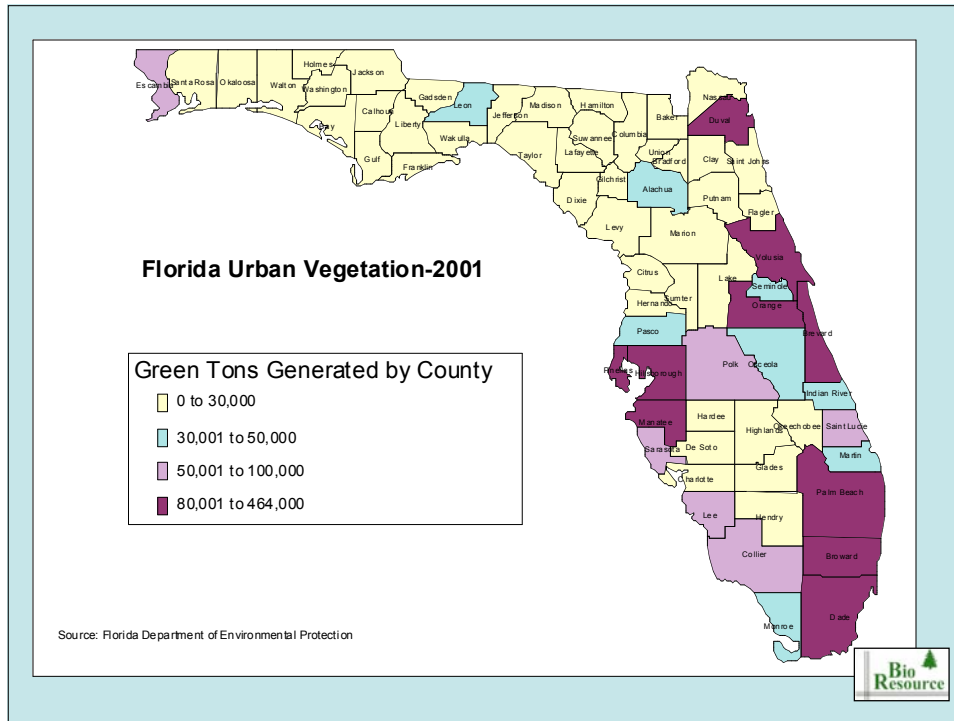 Florida Urban Vegetation-2001
Green Tons Generated by County
0 to 30,000
30,001 to 50,000
50,001 to 100,000
80,001 to 464,000
Escambia
Santa Rosa
Okaloosa
Walton
Holmes
Washington
Jackson
Bay
Calhoun
Gulf
Liberty
Gadsden
Franklin
Leon
Wakulla
Jefferson
Madison
Taylor
Hamilton
Suwannee
Lafayette
Columbia
Dixie
Gilchrist
Baker
Union
Bradford
Nassau
Duval
Clay
Saint Johns
Alachua
Putnam
Flagler
Levy
Marion
Volusia
Citrus
Lake
Sumter
Hernando
Seminole
Orange
Brevard
Pasco
Pinellas
Hillsborough
Polk
Osceola
Indian River
Manatee
Hardee
Highlands
Okeechobee
Saint Lucie
Sarasota
De Soto
Martin
Charlotte
Glades
Palm Beach
Lee
Hendry
Collier
Broward
Monroe
Dade
Source: Florida Department of Environmental Protection
Bio
Resource